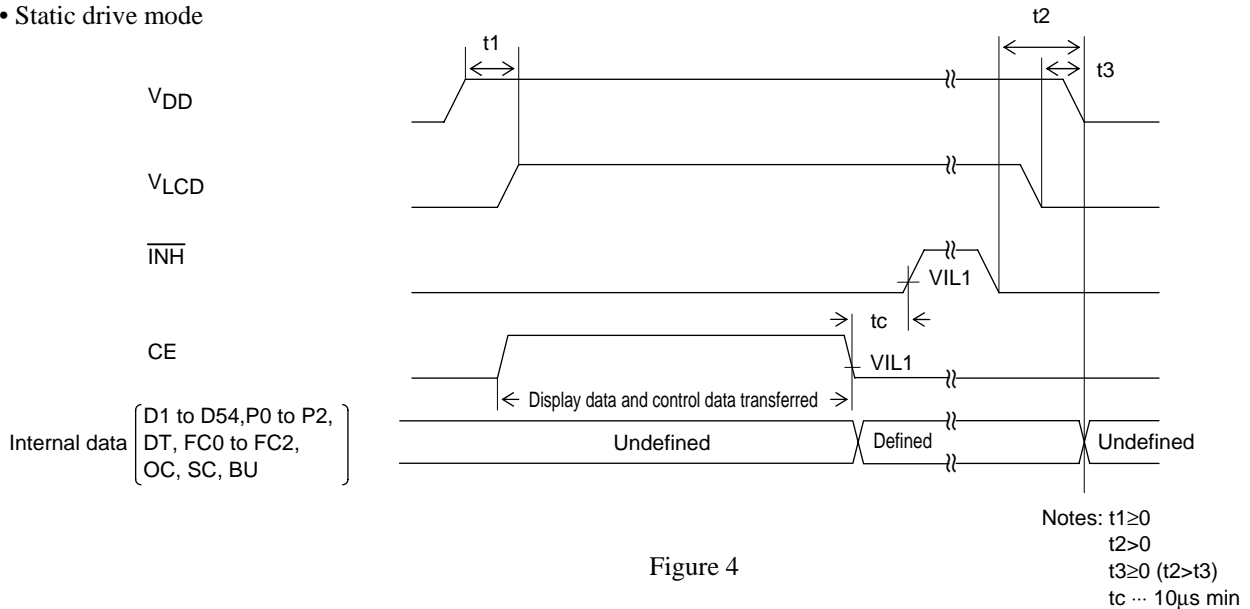 • Static drive mode
t2
t1
t3
VDD
VLCD
INH
VIL1
tc
CE
VIL1
Display data and control data transferred
Internal data
D1 to D54,P0 to P2,
DT, FC0 to FC2,
OC, SC, BU
Undefined
Defined
Undefined
Notes: t1≥0
t2>0
t3≥0 (t2>t3)
tc ··· 10μs min
Figure 4